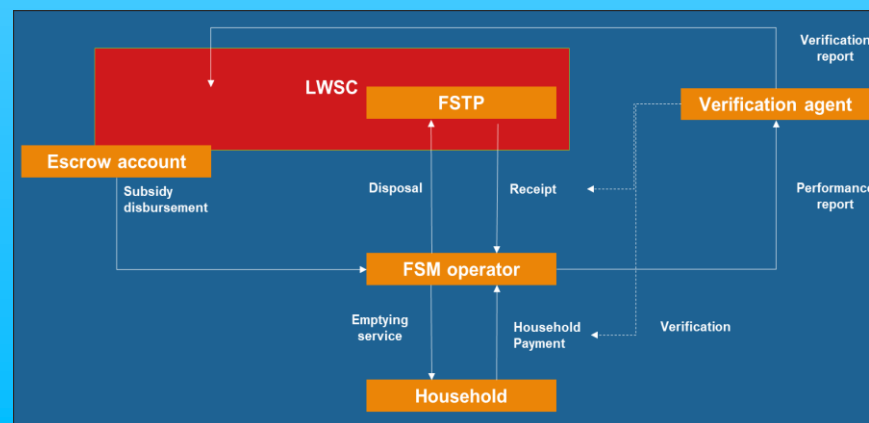 Verification
report
LWSC
FSTP
Verification agent
Escrow account
Subsidy
disbursement
Disposal
Receipt
Performance
report
FSM operator
Emptying
service
Household
Payment
Verification
Household